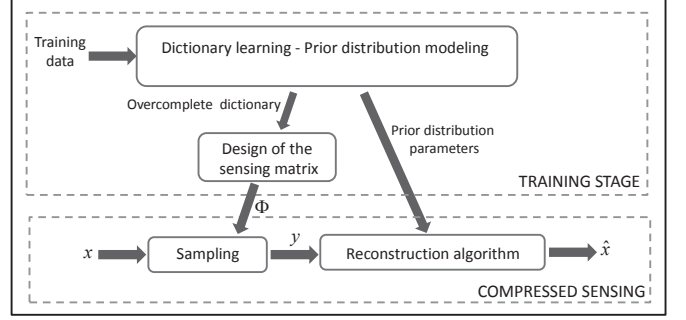 Training
data
Dictionary learning - Prior distribution modeling
Overcomplete dictionary
Prior distribution
parameters
Design of the
sensing matrix
TRAINING STAGE
Φ
x
Sampling
y
Reconstruction algorithm
x̂
COMPRESSED SENSING